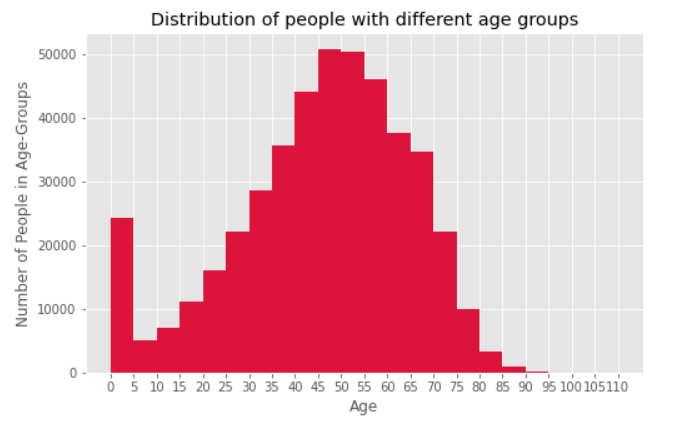 Distribution of people with different age groups
Number of People in Age-Groups
50000
40000
30000
20000
10000
0
0 5 10 15 20 25 30 35 40 45 50 55 60 65 70 75 80 85 90 95 100 105 110
Age